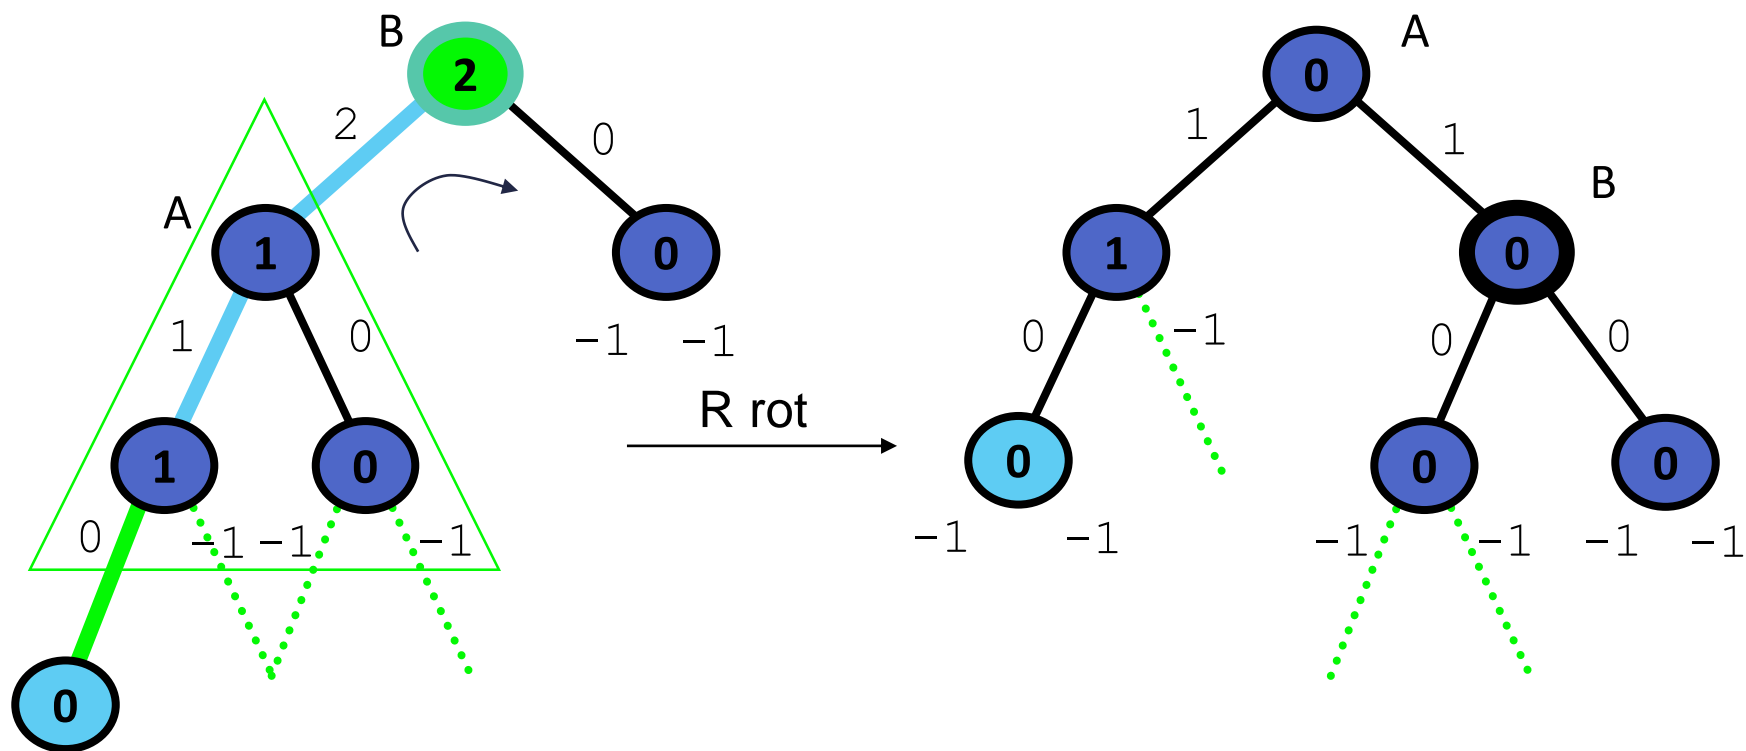 B A
2 0
2 0 1 1
A B
1 0 1 0
1 0 -1 -1 0 -1 0 0
R rot
1 0 0 0 0
0 -1 -1 -1 -1 -1 -1 -1 -1 -1
0